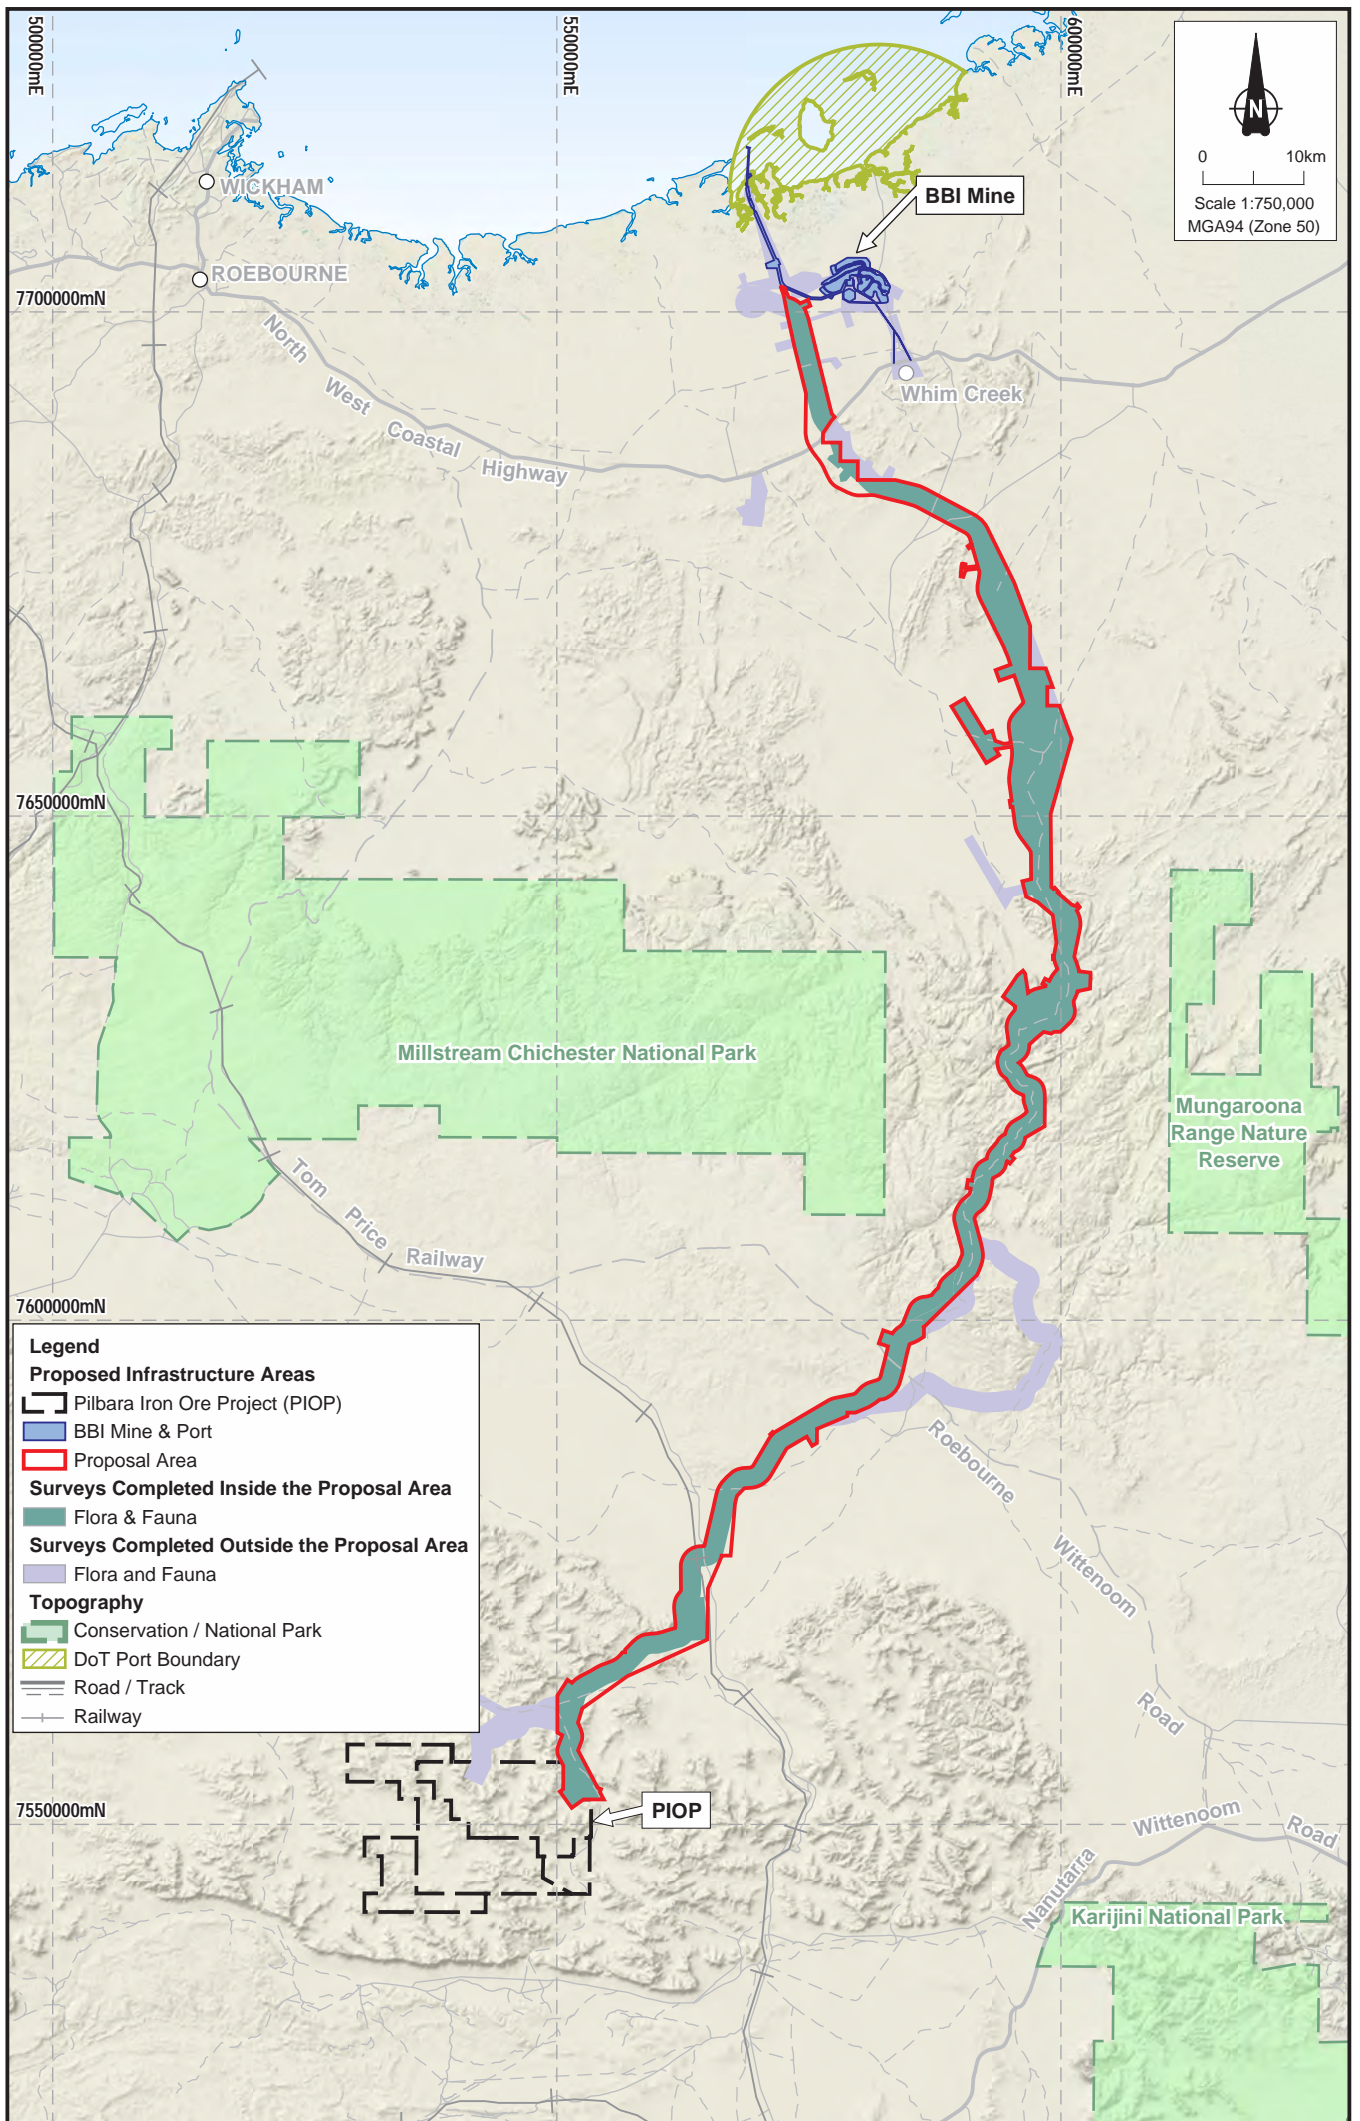 500000mE
550000mE
600000mE
N
0 10km
Scale 1:750,000
MGA94 (Zone 50)
WICKHAM
BBI Mine
ROEBOURNE
7700000mN
North West Coastal Highway
Whim Creek
7650000mN
Millstream Chichester National Park
Mungaroona
Range Nature
Reserve
Tom Price Railway
7600000mN
Legend
Proposed Infrastructure Areas
Pilbara Iron Ore Project (PIOP)
BBI Mine & Port
Proposal Area
Surveys Completed Inside the Proposal Area
Flora & Fauna
Surveys Completed Outside the Proposal Area
Flora and Fauna
Topography
Conservation / National Park
DoT Port Boundary
Road / Track
Railway
Roebourne Wittenoom Road
7550000mN
PIOP
Nanutarra Wittenoom Road
Karijini National Park